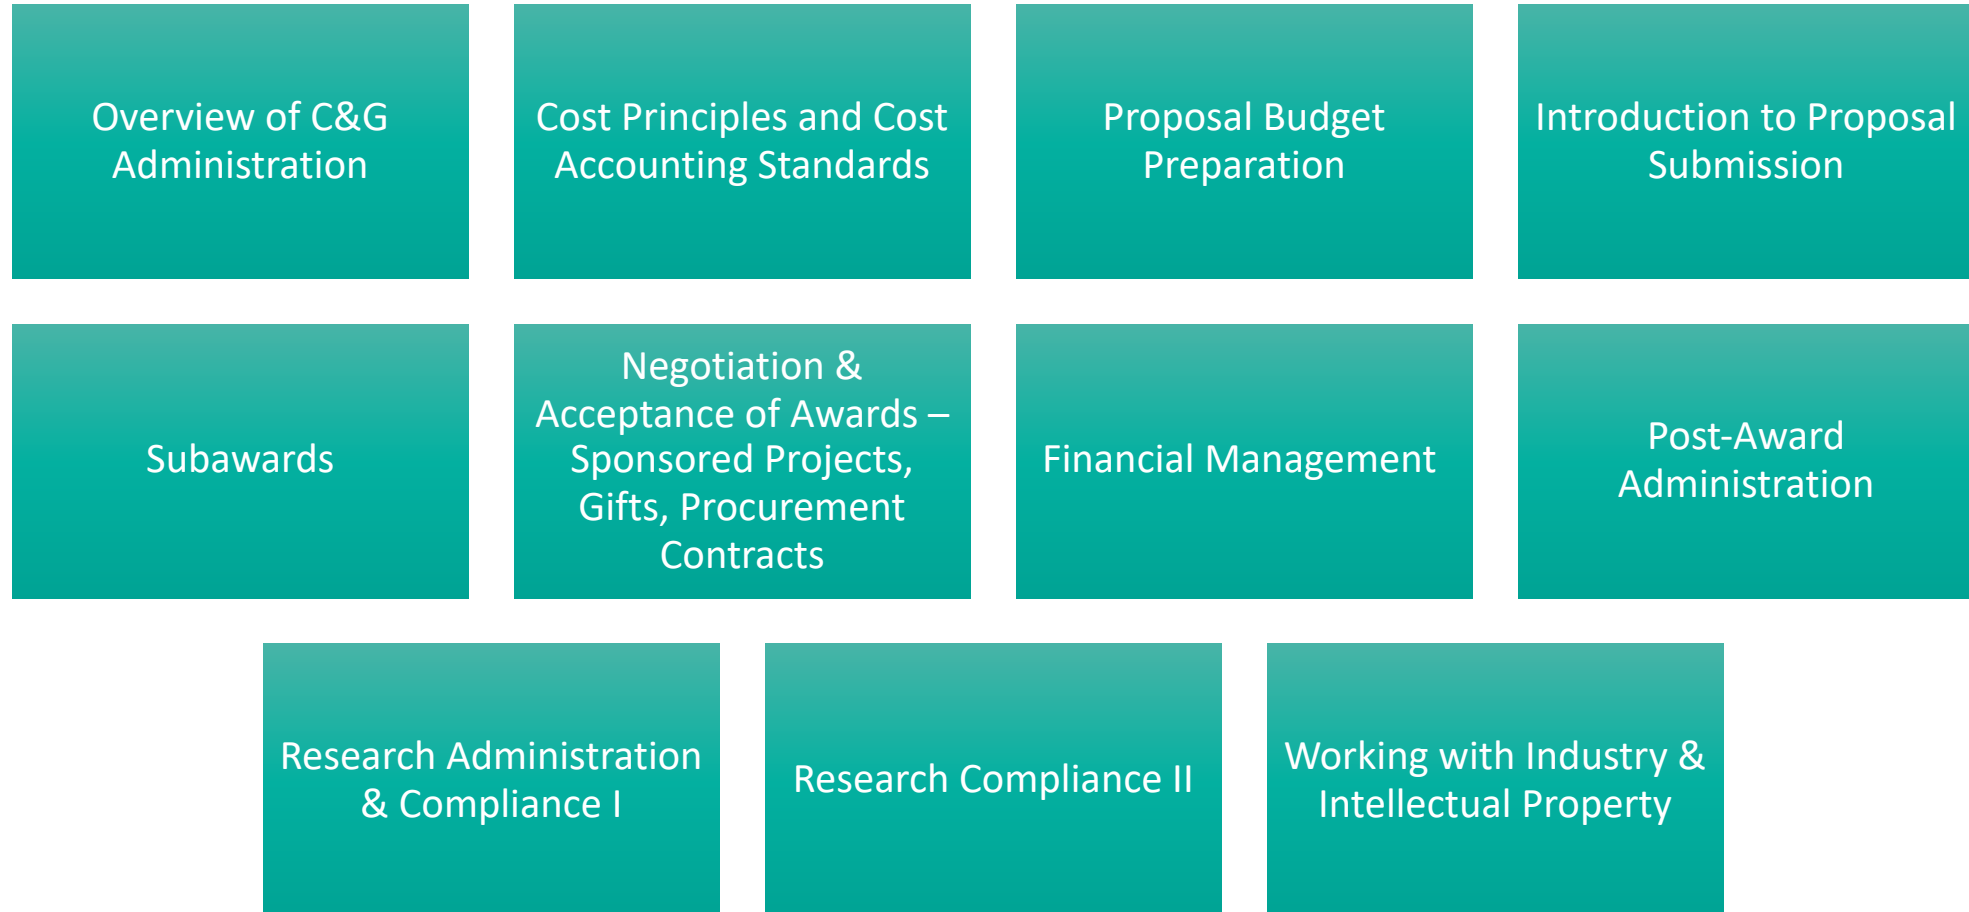 Overview of C&G
Administration
Cost Principles and Cost
Accounting Standards
Proposal Budget
Preparation
Introduction to Proposal
Submission
Subawards
Negotiation &
Acceptance of Awards –
Sponsored Projects,
Gifts, Procurement
Contracts
Financial Management
Post-Award
Administration
Research Administration
& Compliance I
Research Compliance II
Working with Industry &
Intellectual Property